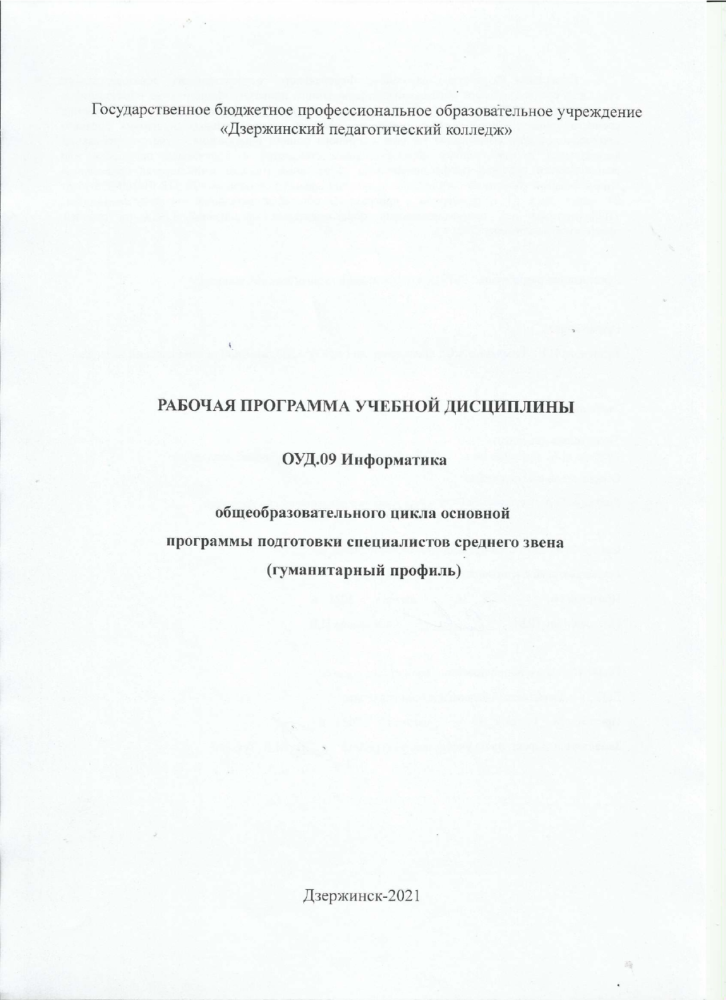 Государственное бюджетное профессиональное образовательное учреждение
«Дзержинский педагогический колледж»
РАБОЧАЯ ПРОГРАММА УЧЕБНОЙ ДИСЦИПЛИНЫ
ОУД.09 Информатика
общеобразовательного цикла основной
программы подготовки специалистов среднего звена
(гуманитарный профиль)
Дзержинск-2021